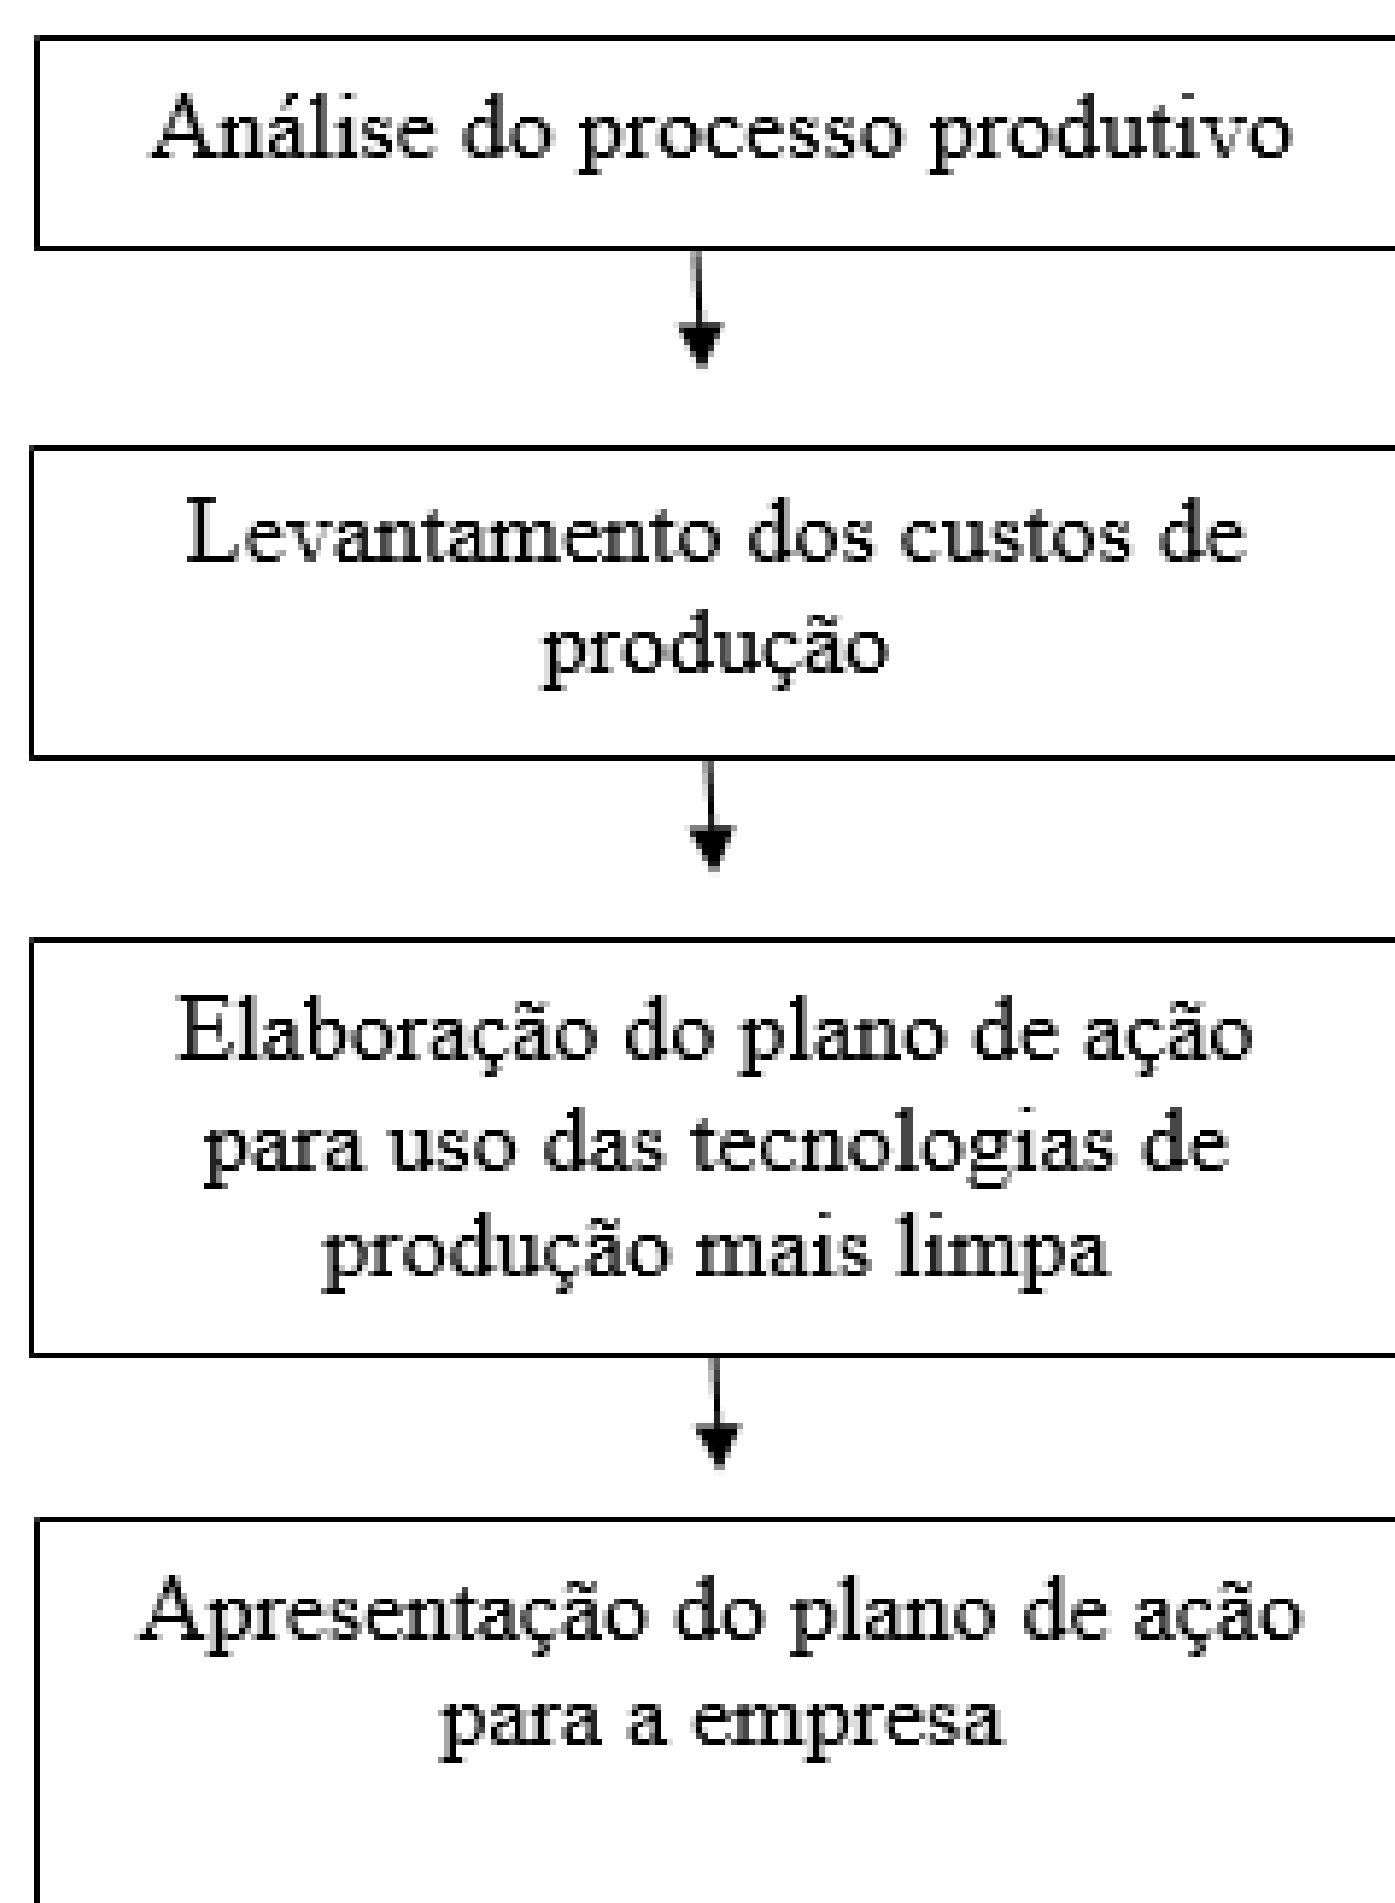 Análise do processo produtivo
Levantamento dos custos de
produção
Elaboração do plano de ação
para uso das tecnologias de
produção mais limpa
Apresentação do plano de ação
para a empresa